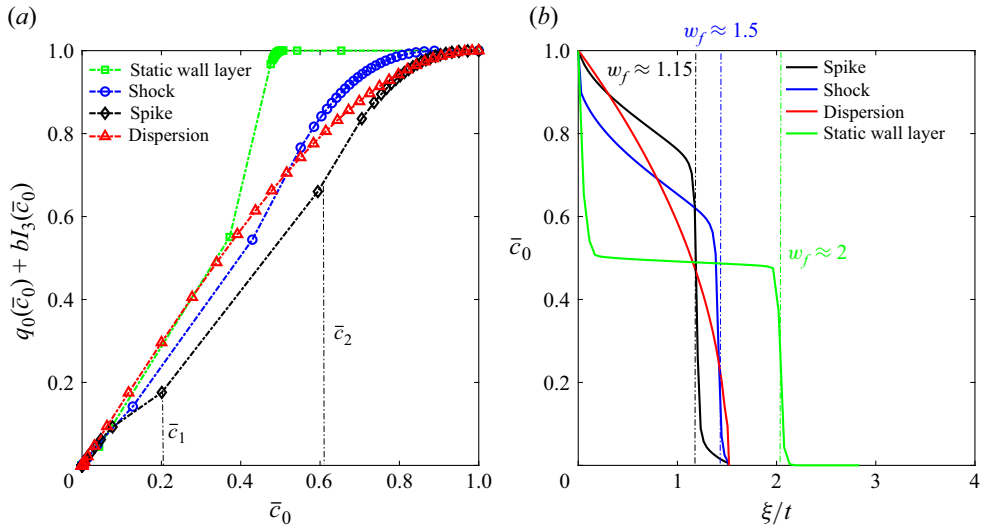 (a)
1.0
0.8
0.6
0.4
0.2
0
0.2
0.4
0.6
0.8
1.0
Static wall layer
Shock
Spike
Dispersion
c̄₁
c̄₂
q₀(c̄₀) + bI₃(c̄₀)
c̄₀
(b)
w_f ≈ 1.5
w_f ≈ 1.15
w_f ≈ 2
Spike
Shock
Dispersion
Static wall layer
1.0
0.8
0.6
0.4
0.2
0
1
2
3
4
c̄₀
ξ/t